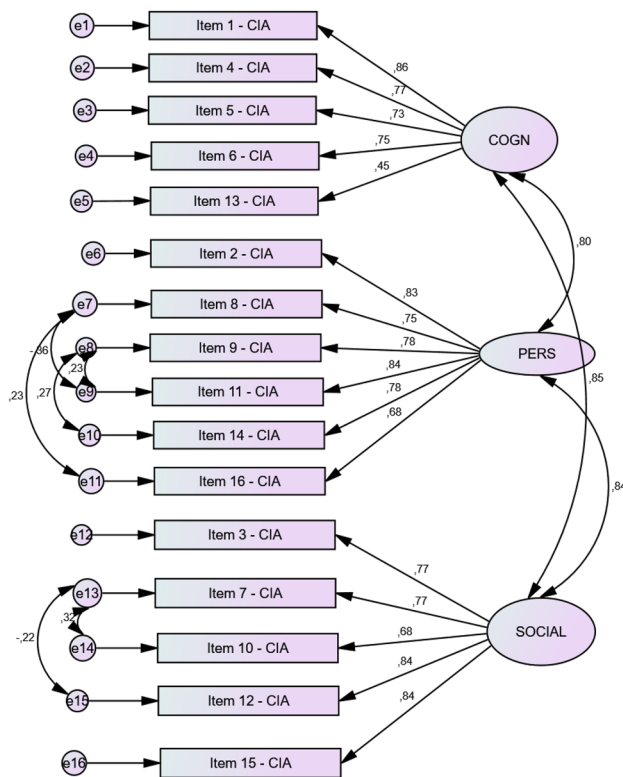 e1
Item 1 - CIA
,86
e2
Item 4 - CIA
,77
e3
Item 5 - CIA
,73
COGN
e4
Item 6 - CIA
,75
e5
Item 13 - CIA
,45
,80
e6
Item 2 - CIA
,83
e7
Item 8 - CIA
,75
-,36
e8
Item 9 - CIA
,78
PERS
,23
,27
,23
e9
Item 11 - CIA
,84
,85
,78
e10
Item 14 - CIA
,68
e11
Item 16 - CIA
,84
e12
Item 3 - CIA
,77
e13
Item 7 - CIA
,77
,32
-,22
e14
Item 10 - CIA
,68
SOCIAL
e15
Item 12 - CIA
,84
,84
e16
Item 15 - CIA